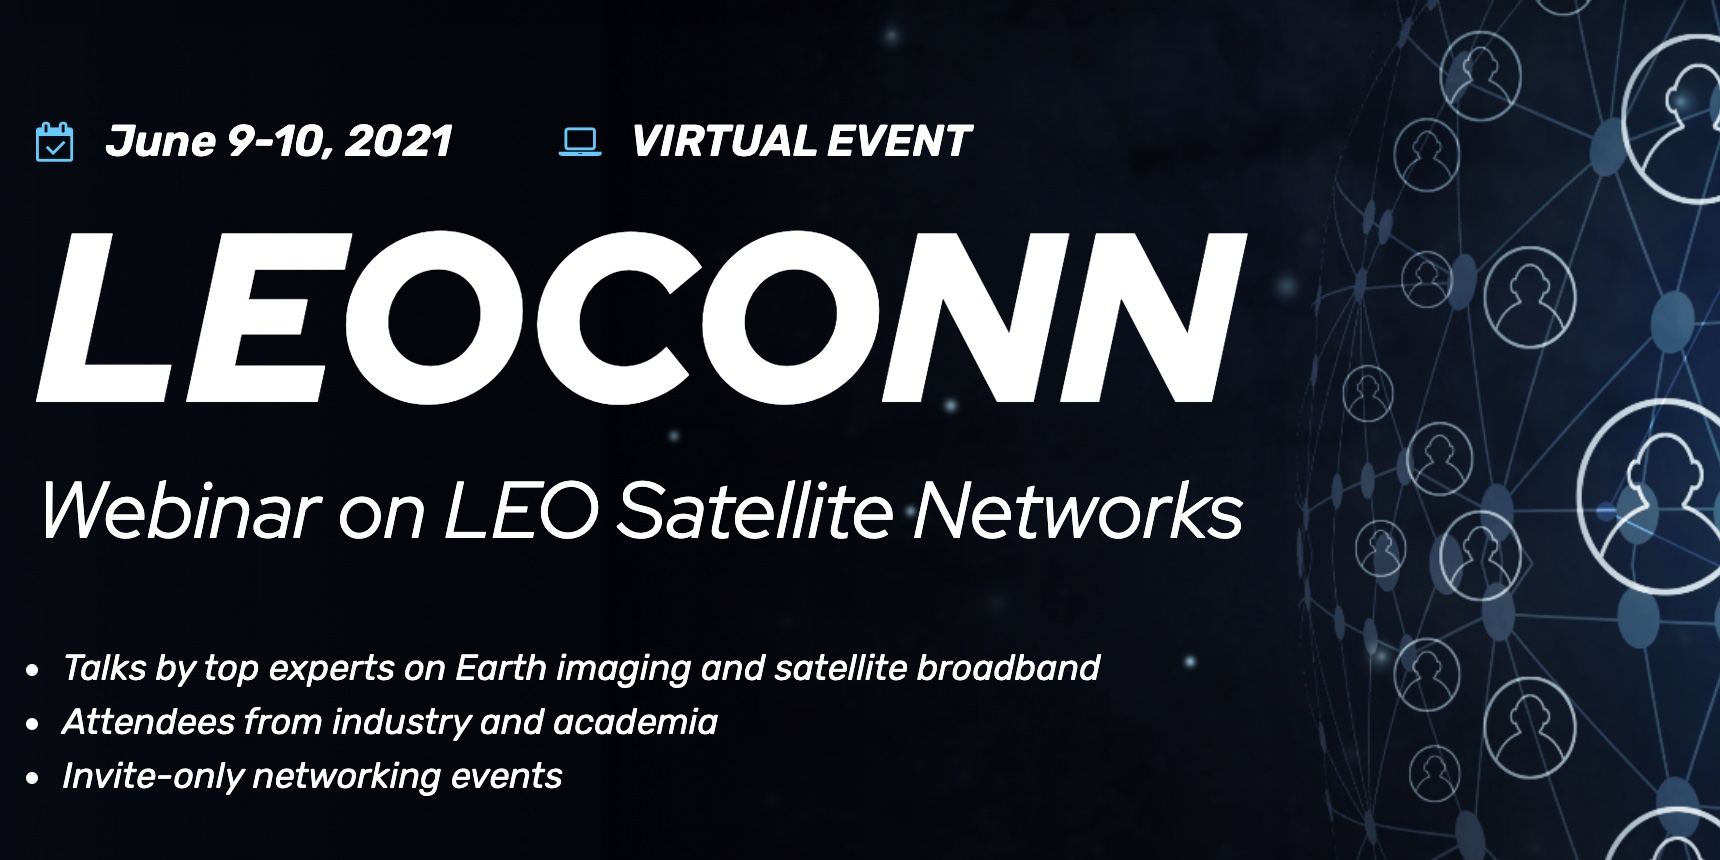 June 9-10, 2021 VIRTUAL EVENT
LEOCONN
Webinar on LEO Satellite Networks
• Talks by top experts on Earth imaging and satellite broadband
• Attendees from industry and academia
• Invite-only networking events